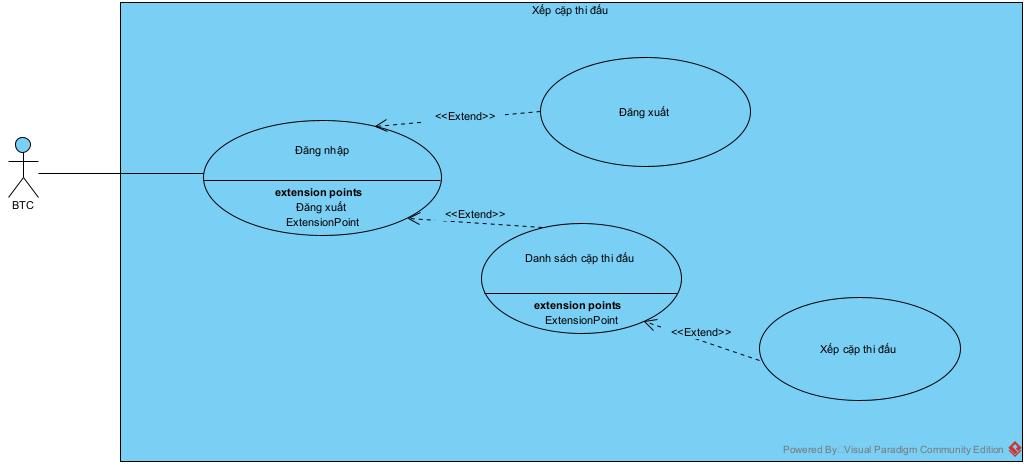 Xếp cặp thi đấu
Đăng xuất
<<Extend>>
Đăng nhập
extension points
Đăng xuất
ExtensionPoint
BTC
<<Extend>>
Danh sách cặp thi đấu
extension points
ExtensionPoint
<<Extend>>
Xếp cặp thi đấu
Powered By: Visual Paradigm Community Edition